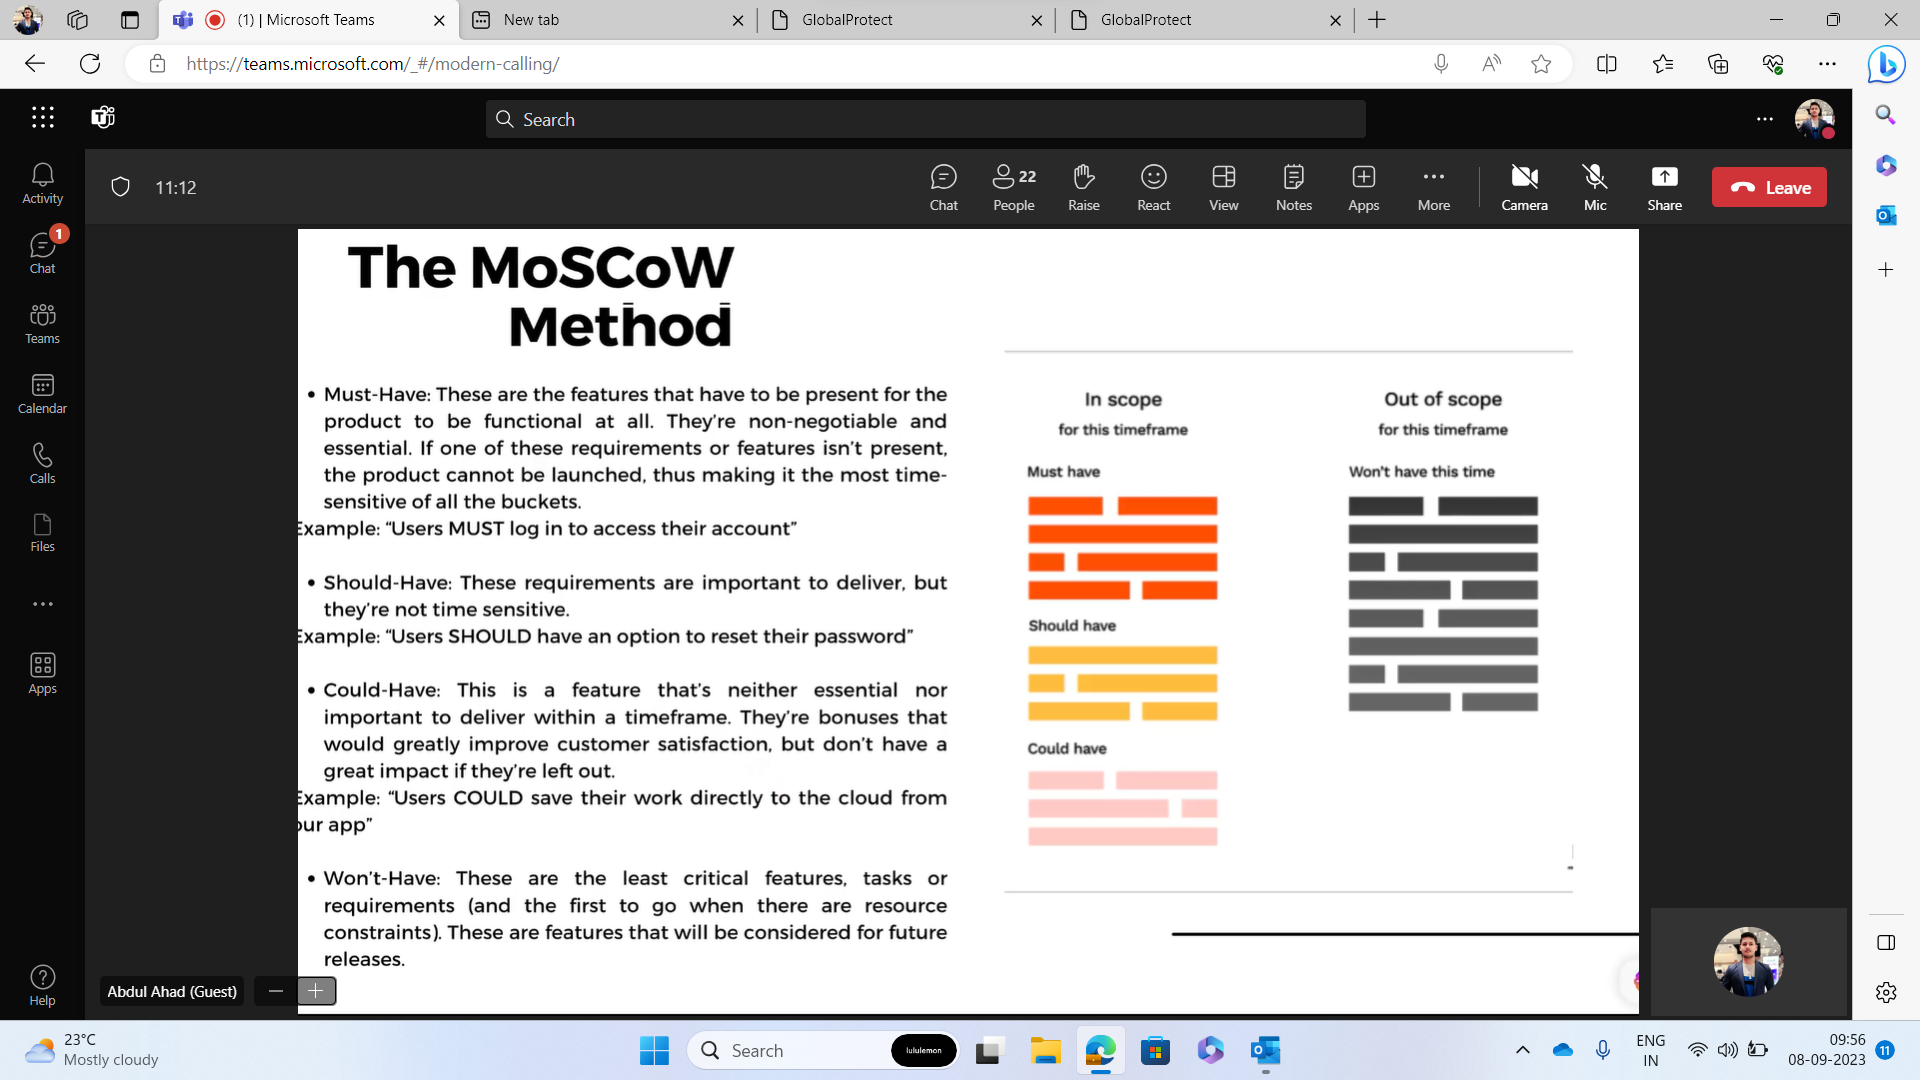 (1) | Microsoft Teams
New tab
GlobalProtect
GlobalProtect
https://teams.microsoft.com/_#/modern-calling/
Search
11:12
Chat
22
People
Raise
React
View
Notes
Apps
More
Camera
Mic
Share
Leave
Activity
1
Chat
Teams
Calendar
Calls
Files
Apps
Help
The MoSCoW
Method
• Must-Have: These are the features that have to be present for the
product to be functional at all. They're non-negotiable and
essential. If one of these requirements or features isn't present,
the product cannot be launched, thus making it the most time-
sensitive of all the buckets.
Example: “Users MUST log in to access their account”
• Should-Have: These requirements are important to deliver, but
they're not time sensitive.
Example: “Users SHOULD have an option to reset their password”
• Could-Have: This is a feature that's neither essential nor
important to deliver within a timeframe. They're bonuses that
would greatly improve customer satisfaction, but don't have a
great impact if they're left out.
Example: “Users COULD save their work directly to the cloud from
our app”
• Won't-Have: These are the least critical features, tasks or
requirements (and the first to go when there are resource
constraints). These are features that will be considered for future
releases.
In scope
for this timeframe
Must have
Should have
Could have
Out of scope
for this timeframe
Won't have this time
Abdul Ahad (Guest)
23°C
Mostly cloudy
Search
lululemon
ENG
IN
09:56
08-09-2023
11